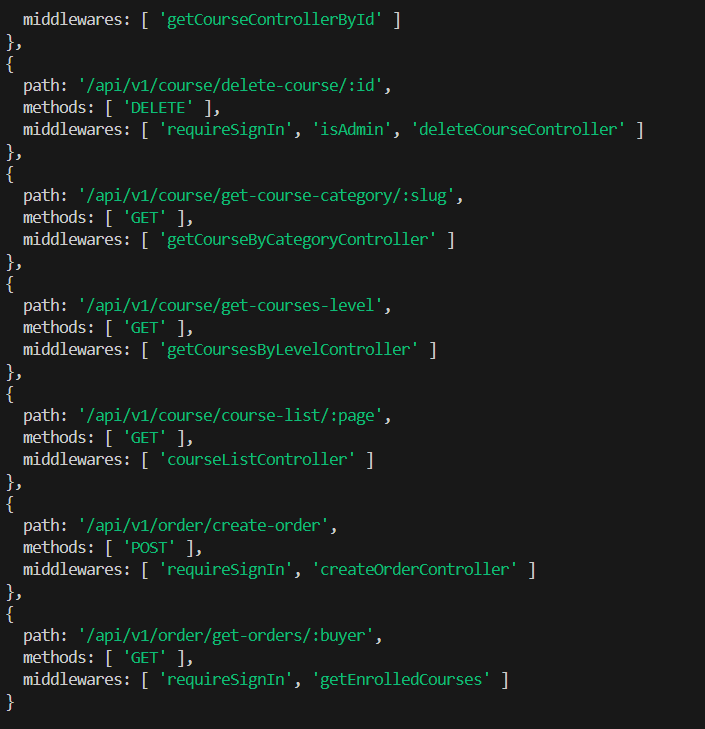 middlewares: [ 'getCourseControllerById' ]
},
{
path: '/api/v1/course/delete-course/:id',
methods: [ 'DELETE' ],
middlewares: [ 'requireSignIn', 'isAdmin', 'deleteCourseController' ]
},
{
path: '/api/v1/course/get-course-category/:slug',
methods: [ 'GET' ],
middlewares: [ 'getCourseByCategoryController' ]
},
{
path: '/api/v1/course/get-courses-level',
methods: [ 'GET' ],
middlewares: [ 'getCoursesByLevelController' ]
},
{
path: '/api/v1/course/course-list/:page',
methods: [ 'GET' ],
middlewares: [ 'courseListController' ]
},
{
path: '/api/v1/order/create-order',
methods: [ 'POST' ],
middlewares: [ 'requireSignIn', 'createOrderController' ]
},
{
path: '/api/v1/order/get-orders/:buyer',
methods: [ 'GET' ],
middlewares: [ 'requireSignIn', 'getEnrolledCourses' ]
}